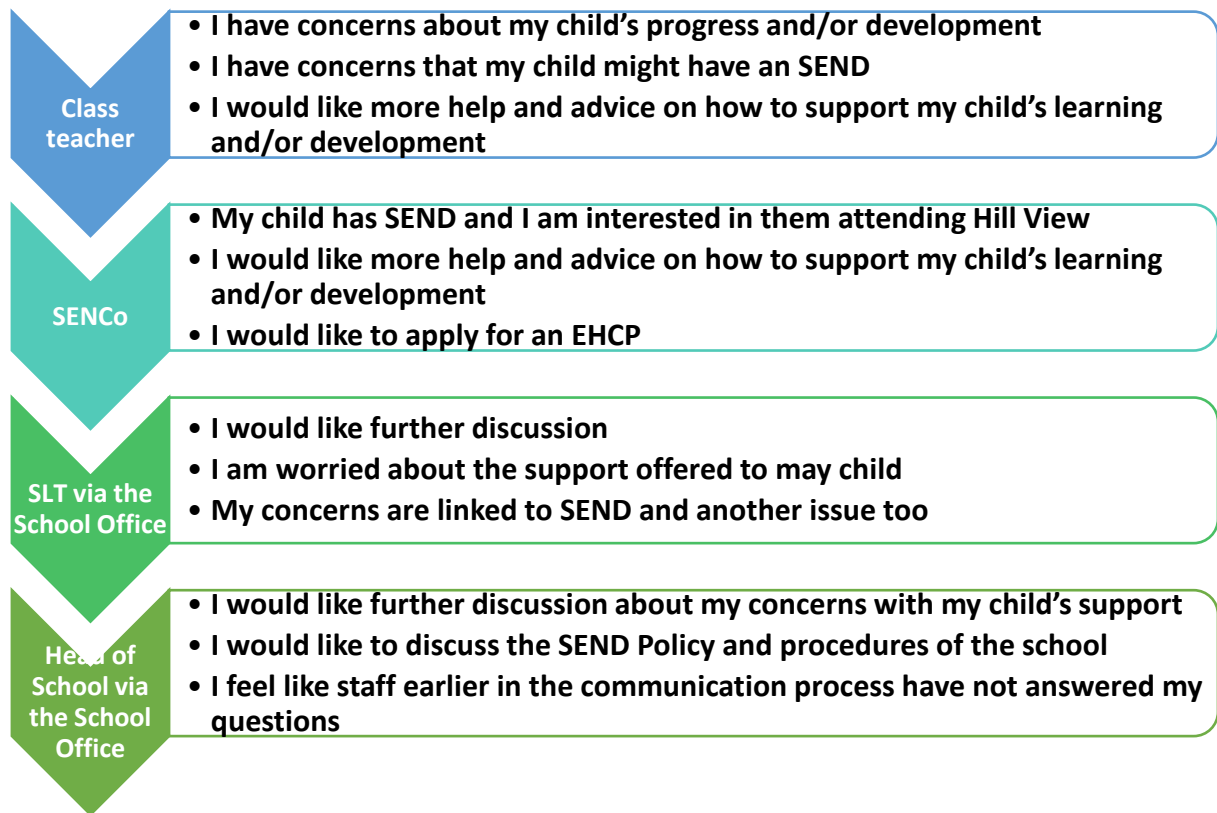 Class
teacher
• I have concerns about my child's progress and/or development
• I have concerns that my child might have an SEND
• I would like more help and advice on how to support my child's learning
and/or development
SENCo
• My child has SEND and I am interested in them attending Hill View
• I would like more help and advice on how to support my child's learning
and/or development
• I would like to apply for an EHCP
SLT via the
School Office
• I would like further discussion
• I am worried about the support offered to may child
• My concerns are linked to SEND and another issue too
Head of
School via
the School
Office
• I would like further discussion about my concerns with my child's support
• I would like to discuss the SEND Policy and procedures of the school
• I feel like staff earlier in the communication process have not answered my
questions